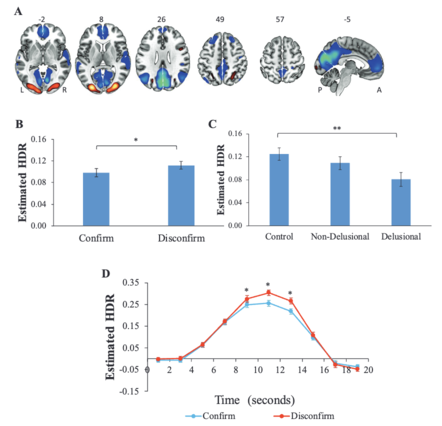 A
-2 8 26 49 57 -5
L R P A
B
Estimated HDR
0.16
0.12
0.08
0.04
0.00
*
Confirm Disconfirm
C
Estimated HDR
0.16
0.12
0.08
0.04
0.00
**
Control Non-Delusional Delusional
D
Estimated HDR
0.35
0.25
0.15
0.05
-0.05
-0.15
* * *
0 2 4 6 8 10 12 14 16 18 20
Time (seconds)
Confirm Disconfirm